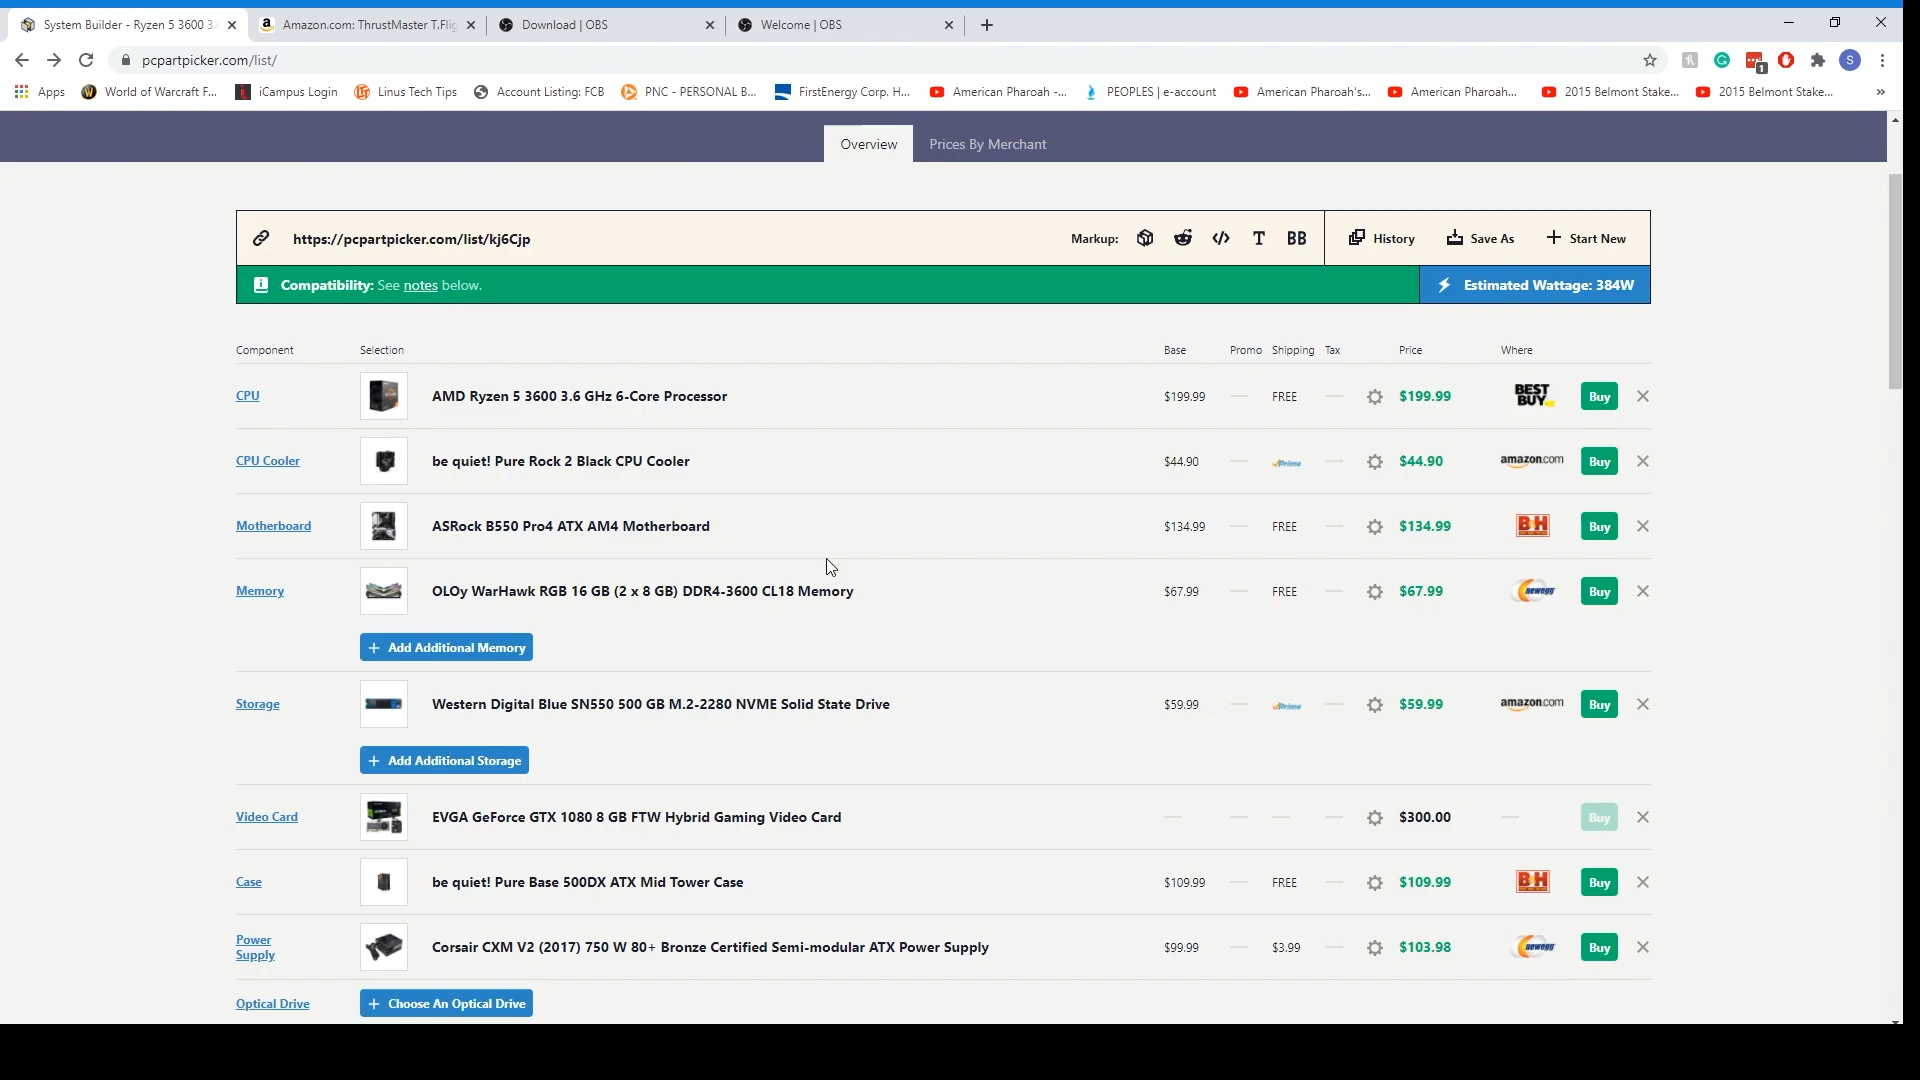 System Builder - Ryzen 5 3600 3.
Amazon.com: ThrustMaster T.Flig
Download | OBS
Welcome | OBS
pcpartpicker.com/list/
1
S
Apps
World of Warcraft F...
iCampus Login
Linus Tech Tips
Account Listing: FCB
PNC - PERSONAL B...
FirstEnergy Corp. H...
American Pharoah -...
PEOPLES | e-account
American Pharoah's...
American Pharoah...
2015 Belmont Stake...
2015 Belmont Stake...
»
Overview
Prices By Merchant
https://pcpartpicker.com/list/kj6Cjp
Markup:
T
BB
History
Save As
+ Start New
Compatibility: See notes below.
Estimated Wattage: 384W
Component Selection Base Promo Shipping Tax Price Where
CPU AMD Ryzen 5 3600 3.6 GHz 6-Core Processor $199.99 — FREE — $199.99 BEST BUY Buy
CPU Cooler be quiet! Pure Rock 2 Black CPU Cooler $44.90 — Prime — $44.90 amazon.com Buy
Motherboard ASRock B550 Pro4 ATX AM4 Motherboard $134.99 — FREE — $134.99 B&H Buy
Memory OLOy WarHawk RGB 16 GB (2 x 8 GB) DDR4-3600 CL18 Memory $67.99 — FREE — $67.99 newegg Buy
+ Add Additional Memory
Storage Western Digital Blue SN550 500 GB M.2-2280 NVME Solid State Drive $59.99 — Prime — $59.99 amazon.com Buy
+ Add Additional Storage
Video Card EVGA GeForce GTX 1080 8 GB FTW Hybrid Gaming Video Card — — — — $300.00 — Buy
Case be quiet! Pure Base 500DX ATX Mid Tower Case $109.99 — FREE — $109.99 B&H Buy
Power Supply Corsair CXM V2 (2017) 750 W 80+ Bronze Certified Semi-modular ATX Power Supply $99.99 — $3.99 — $103.98 newegg Buy
Optical Drive + Choose An Optical Drive